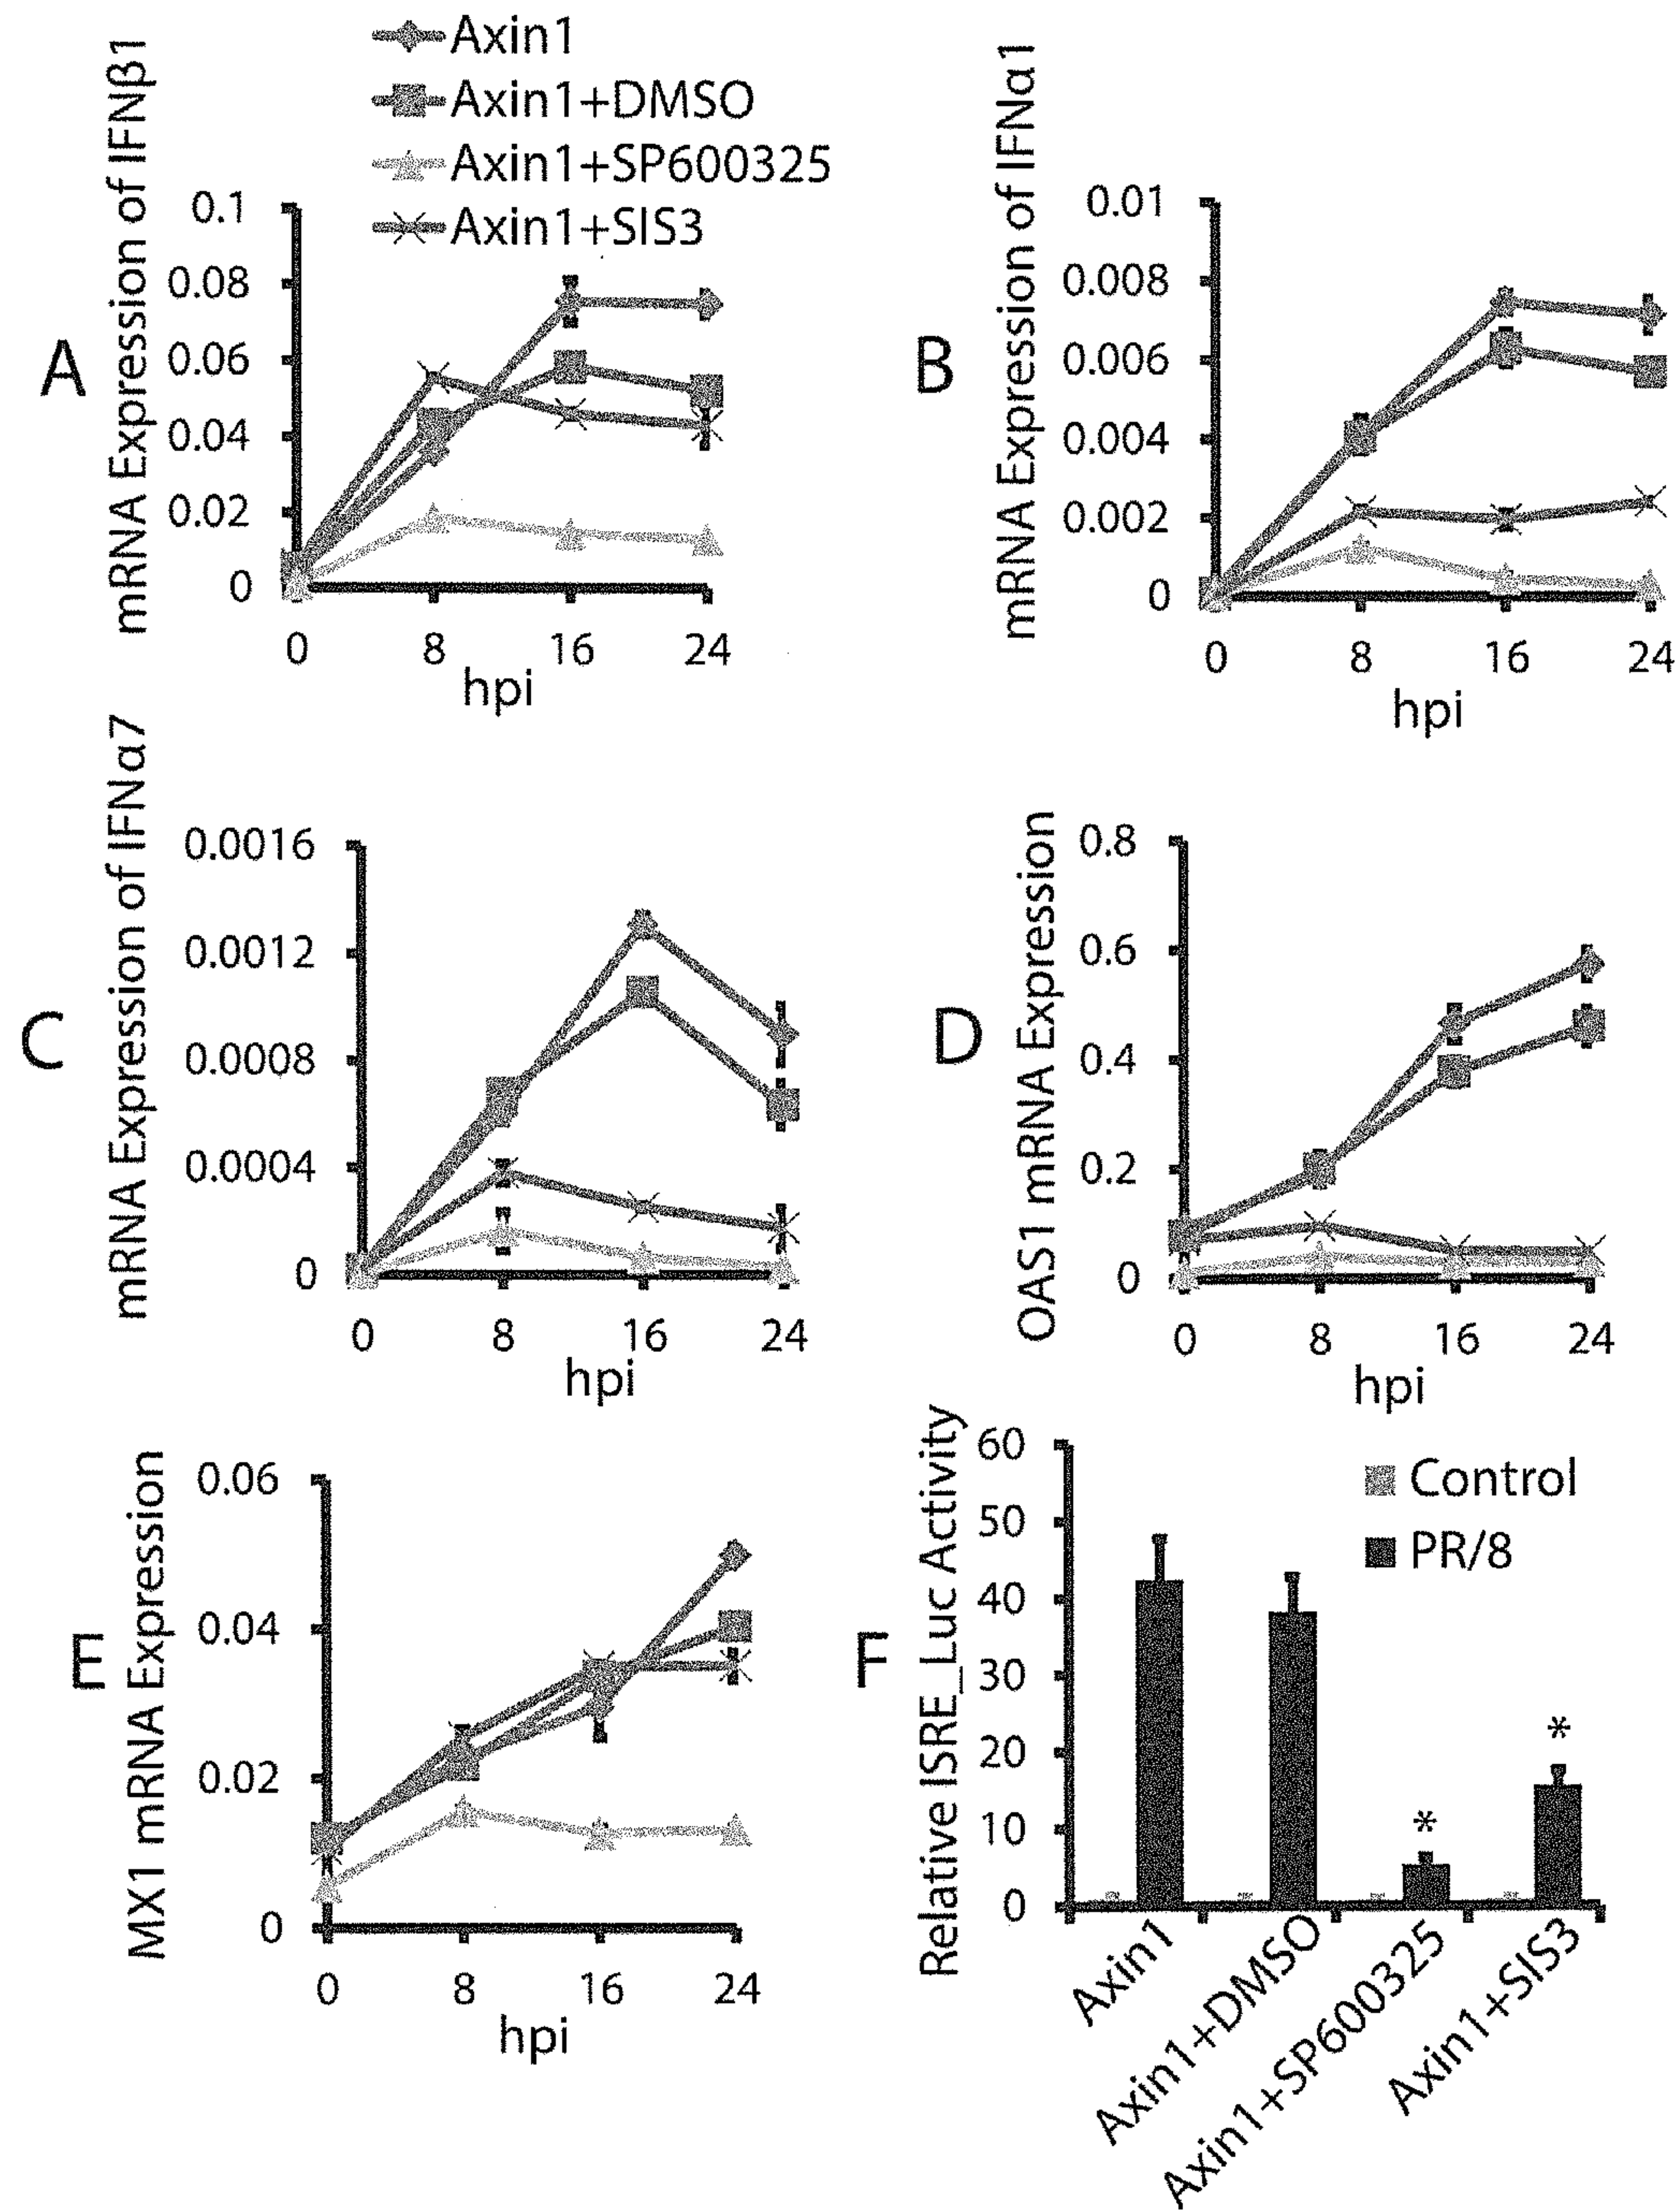 Axin1
Axin1+DMSO
Axin1+SP600325
Axin1+SIS3
A
mRNA Expression of IFNβ1
0.1
0.08
0.06
0.04
0.02
0
0 8 16 24
hpi
B
mRNA Expression of IFNα1
0.01
0.008
0.006
0.004
0.002
0
0 8 16 24
hpi
C
mRNA Expression of IFNα7
0.0016
0.0012
0.0008
0.0004
0
0 8 16 24
hpi
D
OAS1 mRNA Expression
0.8
0.6
0.4
0.2
0
0 8 16 24
hpi
E
MX1 mRNA Expression
0.06
0.04
0.02
0
0 8 16 24
hpi
F
Relative ISRE_Luc Activity
60
50
40
30
20
10
0
Control
PR/8
*
*
Axin1
Axin1+DMSO
Axin1+SP600325
Axin1+SIS3